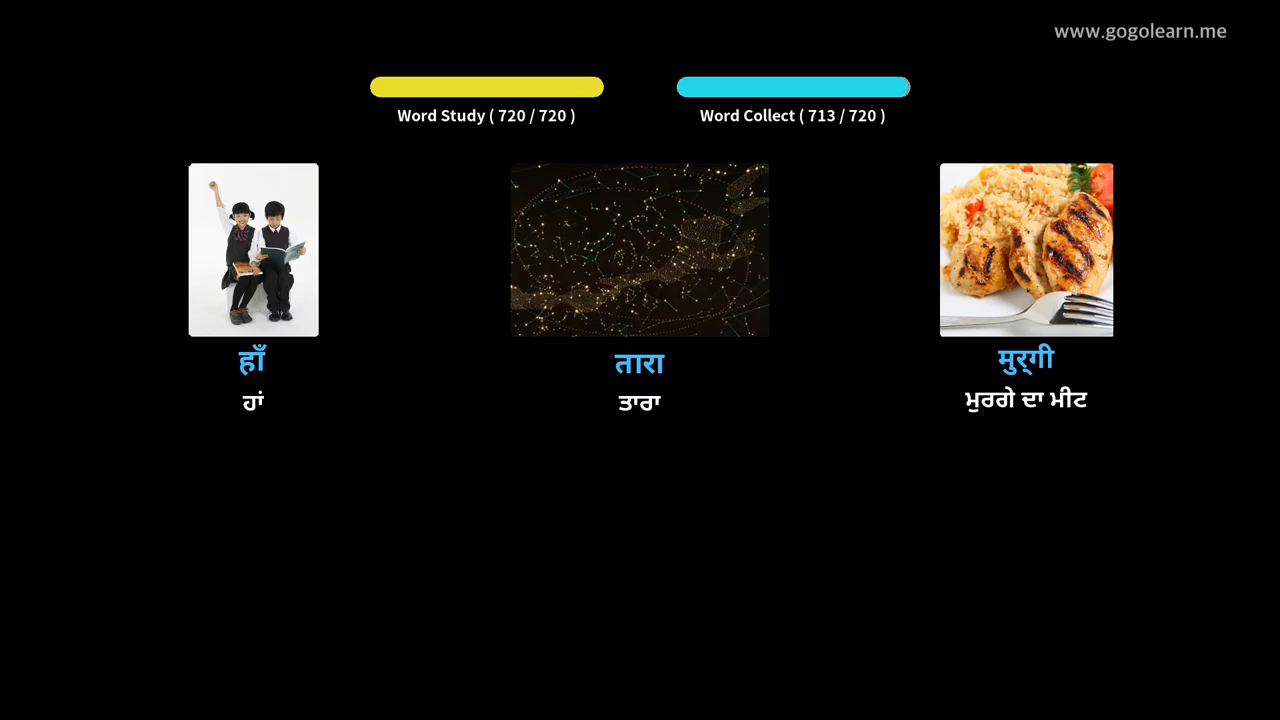 www.gogolearn.me
Word Study ( 720 / 720 )
Word Collect ( 713 / 720 )
हाँ
तारा
मुर्गी
ਹਾਂ
ਤਾਰਾ
ਮੁਰਗੇ ਦਾ ਮੀਟ